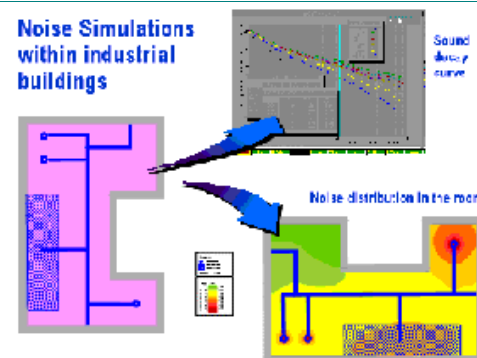 Noise Simulations
within industrial
buildings
Sound
decay
curve
Noise distribution in the room